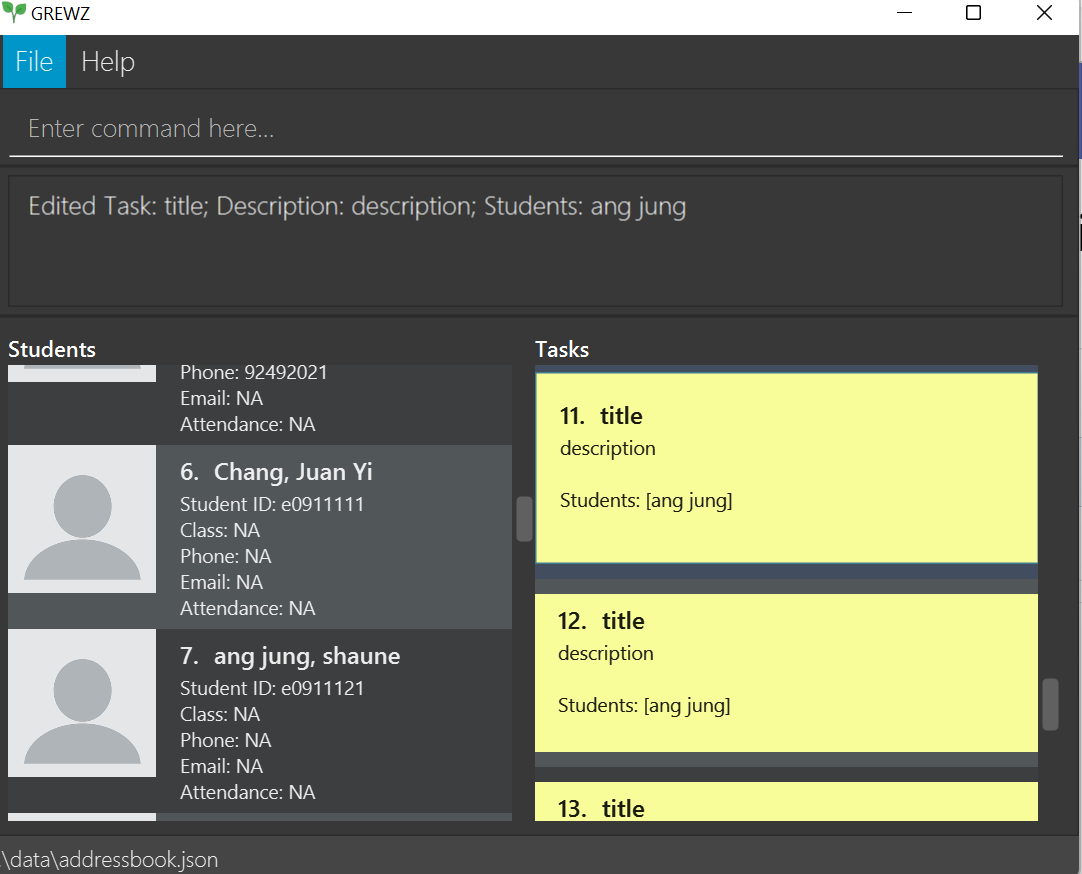 GREWZ
File Help
Enter command here...
Edited Task: title; Description: description; Students: ang jung
Students
Phone: 92492021
Email: NA
Attendance: NA
6. Chang, Juan Yi
Student ID: e0911111
Class: NA
Phone: NA
Email: NA
Attendance: NA
7. ang jung, shaune
Student ID: e0911121
Class: NA
Phone: NA
Email: NA
Attendance: NA
Tasks
11. title
description
Students: [ang jung]
12. title
description
Students: [ang jung]
13. title
\data\addressbook.json